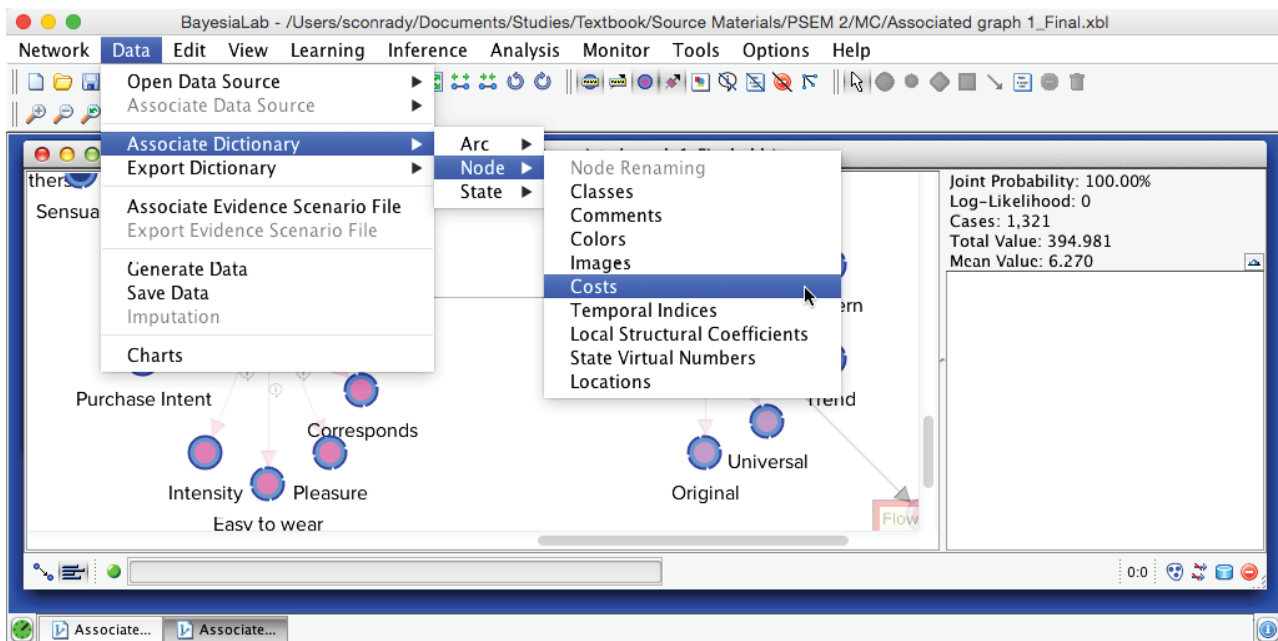 BayesiaLab - /Users/sconrady/Documents/Studies/Textbook/Source Materials/PSEM 2/MC/Associated graph 1_Final.xbl
Network Data Edit View Learning Inference Analysis Monitor Tools Options Help
Open Data Source
Associate Data Source
Associate Dictionary
Export Dictionary
Associate Evidence Scenario File
Export Evidence Scenario File
Generate Data
Save Data
Imputation
Charts
Arc
Node
State
Node Renaming
Classes
Comments
Colors
Images
Costs
Temporal Indices
Local Structural Coefficients
State Virtual Numbers
Locations
Joint Probability: 100.00%
Log-Likelihood: 0
Cases: 1,321
Total Value: 394.981
Mean Value: 6.270
thers
Sensua
ern
Trend
Purchase Intent
Corresponds
Universal
Intensity
Pleasure
Original
Easy to wear
Flow
0:0
Associate...
Associate...